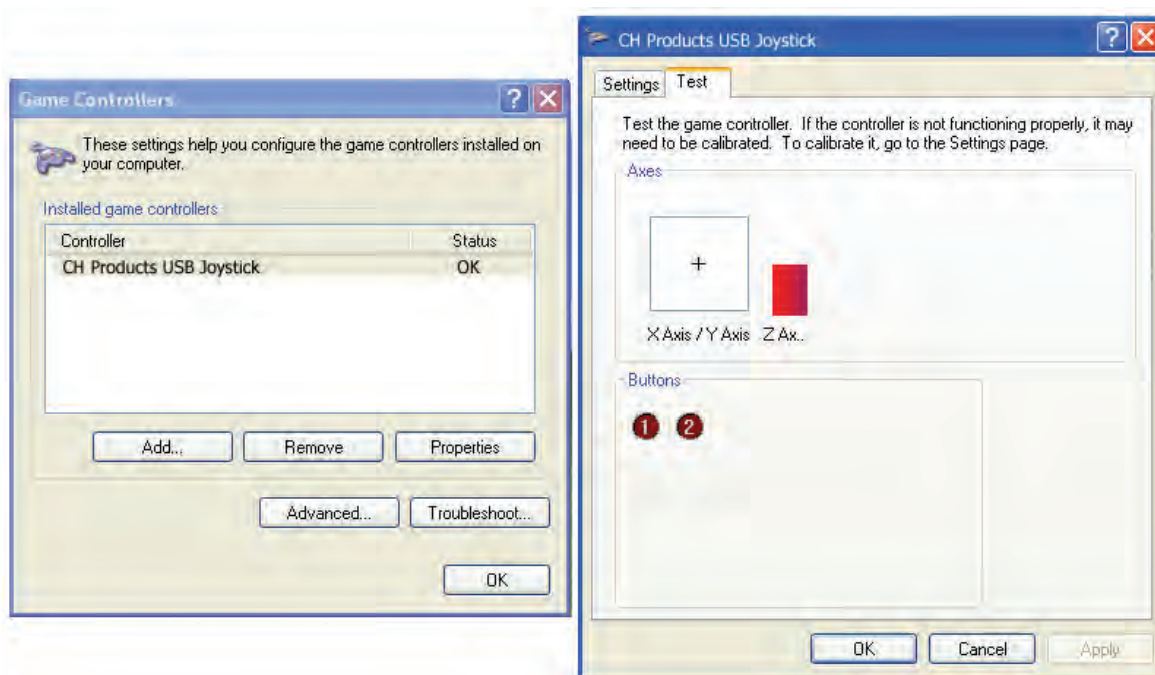 Game Controllers
These settings help you configure the game controllers installed on
your computer.
Installed game controllers
Controller Status
CH Products USB Joystick OK
Add... Remove Properties
Advanced... Troubleshoot...
OK
CH Products USB Joystick
Settings Test
Test the game controller. If the controller is not functioning properly, it may
need to be calibrated. To calibrate it, go to the Settings page.
Axes
X Axis / Y Axis Z Ax..
Buttons
1 2
OK Cancel Apply